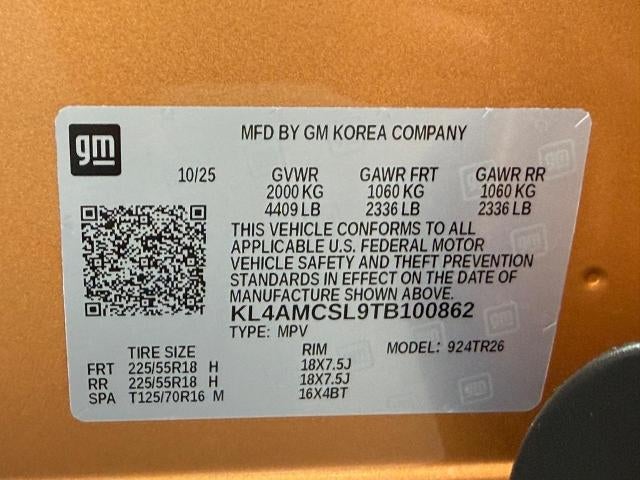 gm
MFD BY GM KOREA COMPANY
10/25 GVWR GAWR FRT GAWR RR
2000 KG 1060 KG 1060 KG
4409 LB 2336 LB 2336 LB
THIS VEHICLE CONFORMS TO ALL
APPLICABLE U.S. FEDERAL MOTOR
VEHICLE SAFETY AND THEFT PREVENTION
STANDARDS IN EFFECT ON THE DATE OF
MANUFACTURE SHOWN ABOVE.
KL4AMCSL9TB100862
TYPE: MPV
TIRE SIZE RIM MODEL: 924TR26
FRT 225/55R18 H 18X7.5J
RR 225/55R18 H 18X7.5J
SPA T125/70R16 M 16X4BT